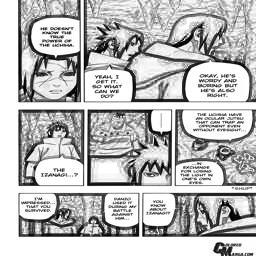 HE DOESN'T
KNOW THE
TRUE
POWER OF
THE UCHIHA.
YEAH, I
GET IT.
SO WHAT
CAN WE
DO?
OKAY, HE'S
WORDY AND
BORING BUT
HE'S ALSO
RIGHT.
THE
IZANAGI...?
THE UCHIHA HAVE
AN OCULAR JUTSU
THAT CAN TRAP AN
OPPONENT EVEN
WITHOUT EYESIGHT...
IN
EXCHANGE FOR
LOSING THE
LIGHT IN
ONE'S OWN
EYES.
*SHUP*
I'M
IMPRESSED...
THAT YOU
SURVIVED.
DANZO
USED IT
DURING MY
BATTLE
AGAINST
HIM...
YOU KNOW
ABOUT
IZANAGI?
COLORED
MANGA.COM